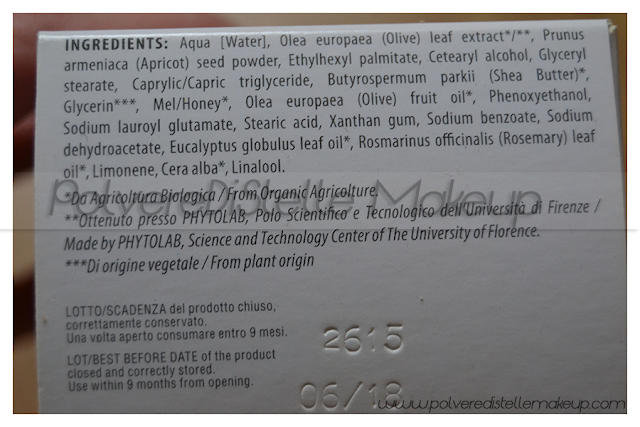 INGREDIENTS: Aqua [Water], Olea europaea (Olive) leaf extract*/**, Prunus
armeniaca (Apricot) seed powder, Ethylhexyl palmitate, Cetearyl alcohol, Glyceryl
stearate, Caprylic/Capric triglyceride, Butyrospermum parkii (Shea Butter)*,
Glycerin***, Mel/Honey*, Olea europaea (Olive) fruit oil*, Phenoxyethanol,
Sodium lauroyl glutamate, Stearic acid, Xanthan gum, Sodium benzoate, Sodium
dehydroacetate, Eucalyptus globulus leaf oil*, Rosmarinus officinalis (Rosemary) leaf
oil*, Limonene, Cera alba*, Linalool.
Polvere DiStelle Makeup
*Da Agricoltura Biologica / From Organic Agricolture.
**Ottenuto presso PHYTOLAB, Polo Scientifico e Tecnologico dell'Università di Firenze /
Made by PHYTOLAB, Science and Technology Center of The University of Florence.
***Di origine vegetale / From plant origin
LOTTO/SCADENZA del prodotto chiuso,
correttamente conservato.
Una volta aperto consumare entro 9 mesi.
2615
LOT/BEST BEFORE DATE of the product
closed and correctly stored.
Use within 9 months from opening.
06/18
www.polveredistellemakeup.com